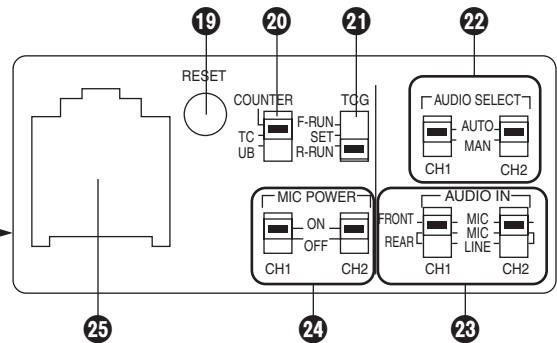 19 20 21 22
RESET
COUNTER TCG
TC
UB
F-RUN
SET
R-RUN
AUDIO SELECT
AUTO
MAN
CH1 CH2
MIC POWER
ON
OFF
CH1 CH2
AUDIO IN
FRONT MIC
REAR MIC
LINE
CH1 CH2
25 24 23